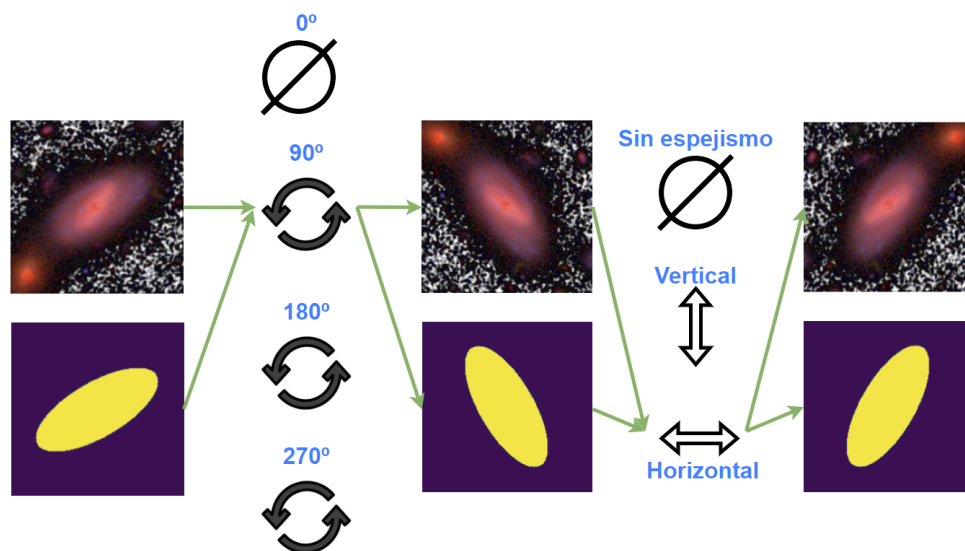 0º
90º
180º
270º
Sin espejismo
Vertical
Horizontal